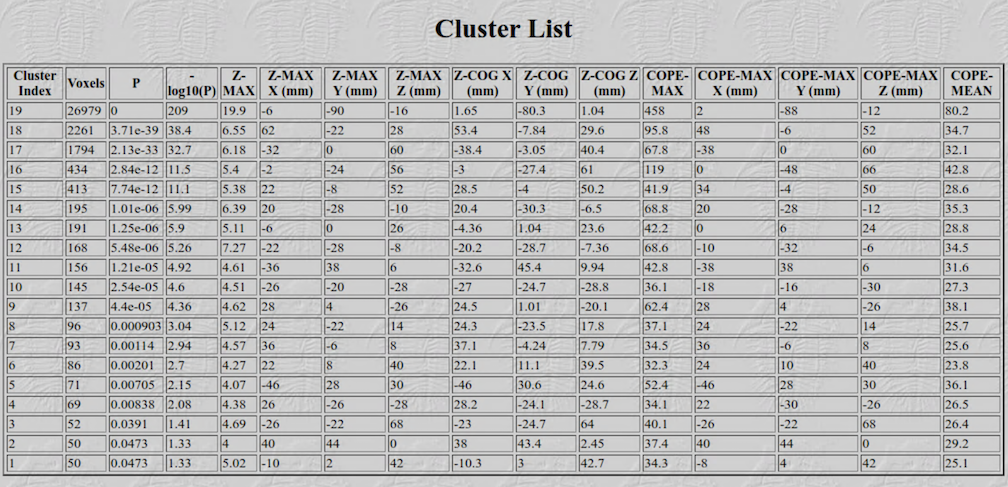 Cluster List
Cluster Index Voxels P -log10(P) Z-MAX Z-MAX X (mm) Z-MAX Y (mm) Z-MAX Z (mm) Z-COG X (mm) Z-COG Y (mm) Z-COG Z (mm) COPE-MAX COPE-MAX X (mm) COPE-MAX Y (mm) COPE-MAX Z (mm) COPE-MEAN
19 26979 0 209 19.9 -6 -90 -16 1.65 -80.3 1.04 458 2 -88 -12 80.2
18 2261 3.71e-39 38.4 6.55 62 -22 28 53.4 -7.84 29.6 95.8 48 -6 52 34.7
17 1794 2.13e-33 32.7 6.18 -32 0 60 -38.4 -3.05 40.4 67.8 -38 0 60 32.1
16 434 2.84e-12 11.5 5.4 -2 -24 56 -3 -27.4 61 119 0 -48 66 42.8
15 413 7.74e-12 11.1 5.38 22 -8 52 28.5 -4 50.2 41.9 34 -4 50 28.6
14 195 1.01e-06 5.99 6.39 20 -28 -10 20.4 -30.3 -6.5 68.8 20 -28 -12 35.3
13 191 1.25e-06 5.9 5.11 -6 0 26 -4.36 1.04 23.6 42.2 0 6 24 28.8
12 168 5.48e-06 5.26 7.27 -22 -28 -8 -20.2 -28.7 -7.36 68.6 -10 -32 -6 34.5
11 156 1.21e-05 4.92 4.61 -36 38 6 -32.6 45.4 9.94 42.8 -38 38 6 31.6
10 145 2.54e-05 4.6 4.51 -26 -20 -28 -27 -24.7 -28.8 36.1 -18 -16 -30 27.3
9 137 4.4e-05 4.36 4.62 28 4 -26 24.5 1.01 -20.1 62.4 28 4 -26 38.1
8 96 0.000903 3.04 5.12 24 -22 14 24.3 -23.5 17.8 37.1 24 -22 14 25.7
7 93 0.00114 2.94 4.57 36 -6 8 37.1 -4.24 7.79 34.5 36 -6 8 25.6
6 86 0.00201 2.7 4.27 22 8 40 22.1 11.1 39.5 32.3 24 10 40 23.8
5 71 0.00705 2.15 4.07 -46 28 30 -46 30.6 24.6 52.4 -46 28 30 36.1
4 69 0.00838 2.08 4.38 26 -26 -28 28.2 -24.1 -28.7 34.1 22 -30 -26 26.5
3 52 0.0391 1.41 4.69 -26 -22 68 -23 -24.7 64 40.1 -26 -22 68 26.4
2 50 0.0473 1.33 4 40 44 0 38 43.4 2.45 37.4 40 44 0 29.2
1 50 0.0473 1.33 5.02 -10 2 42 -10.3 3 42.7 34.3 -8 4 42 25.1